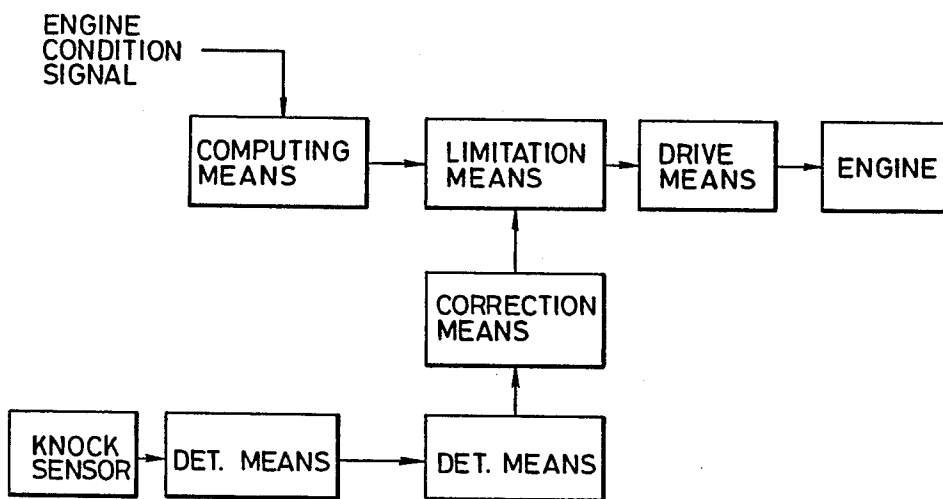 ENGINE
CONDITION
SIGNAL
COMPUTING
MEANS
LIMITATION
MEANS
DRIVE
MEANS
ENGINE
CORRECTION
MEANS
KNOCK
SENSOR
DET. MEANS
DET. MEANS